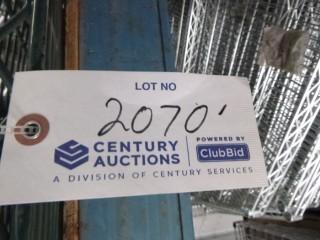 LOT NO
2070'
CENTURY AUCTIONS
POWERED BY
ClubBid
A DIVISION OF CENTURY SERVICES